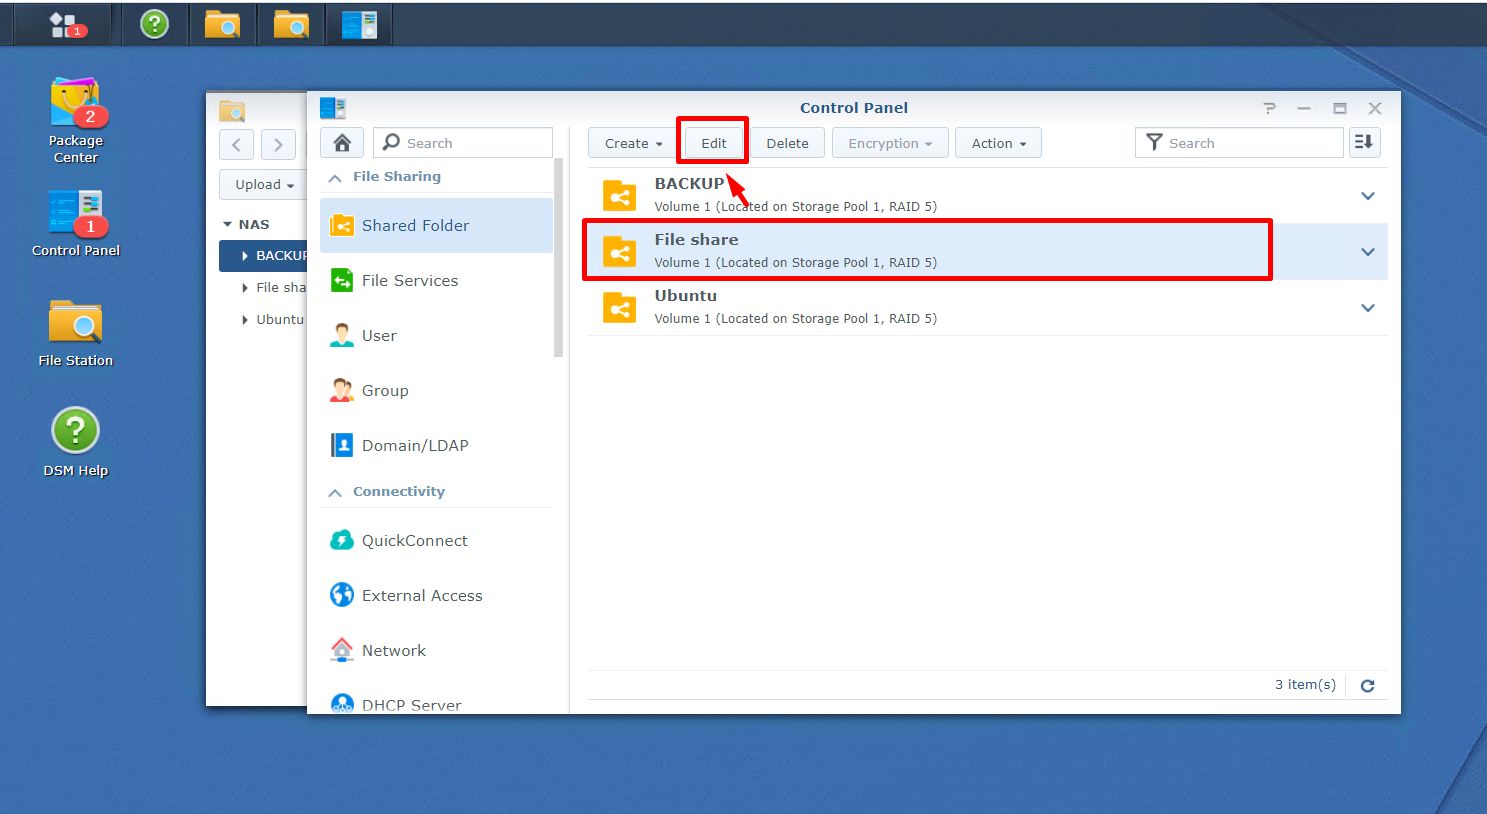 1
2
Package
Center
1
Control Panel
File Station
DSM Help
Upload
NAS
BACKUP
File sha
Ubuntu
Control Panel
Search
File Sharing
Shared Folder
File Services
User
Group
Domain/LDAP
Connectivity
QuickConnect
External Access
Network
DHCP Server
Create
Edit
Delete
Encryption
Action
Search
BACKUP
Volume 1 (Located on Storage Pool 1, RAID 5)
File share
Volume 1 (Located on Storage Pool 1, RAID 5)
Ubuntu
Volume 1 (Located on Storage Pool 1, RAID 5)
3 item(s)